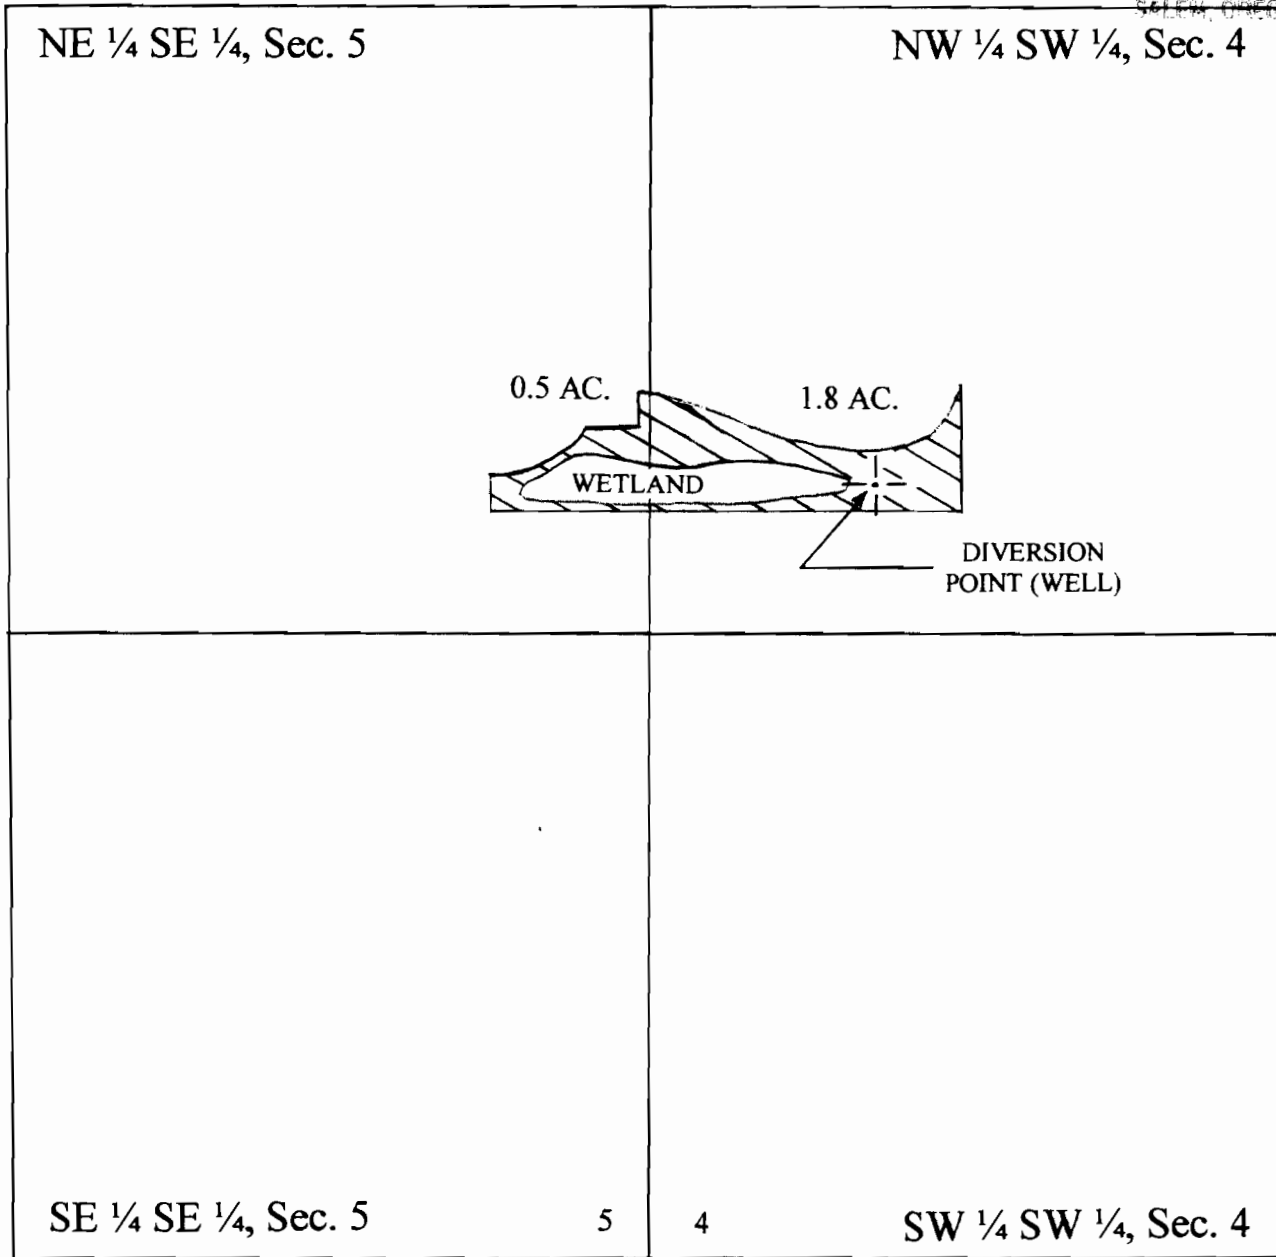 SALEM, OREG
NE ¼ SE ¼, Sec. 5
NW ¼ SW ¼, Sec. 4
0.5 AC.
1.8 AC.
WETLAND
DIVERSION
POINT (WELL)
SE ¼ SE ¼, Sec. 5
5
4
SW ¼ SW ¼, Sec. 4